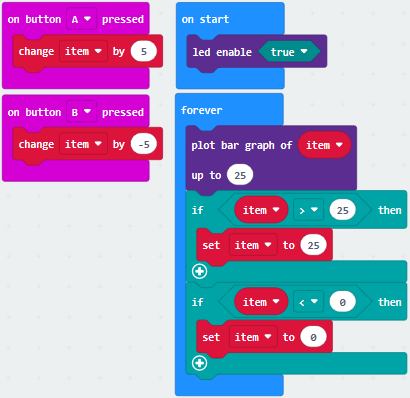 on button A pressed
change item by 5
on button B pressed
change item by -5
on start
led enable true
forever
plot bar graph of item
up to 25
if item > 25 then
set item to 25
if item < 0 then
set item to 0